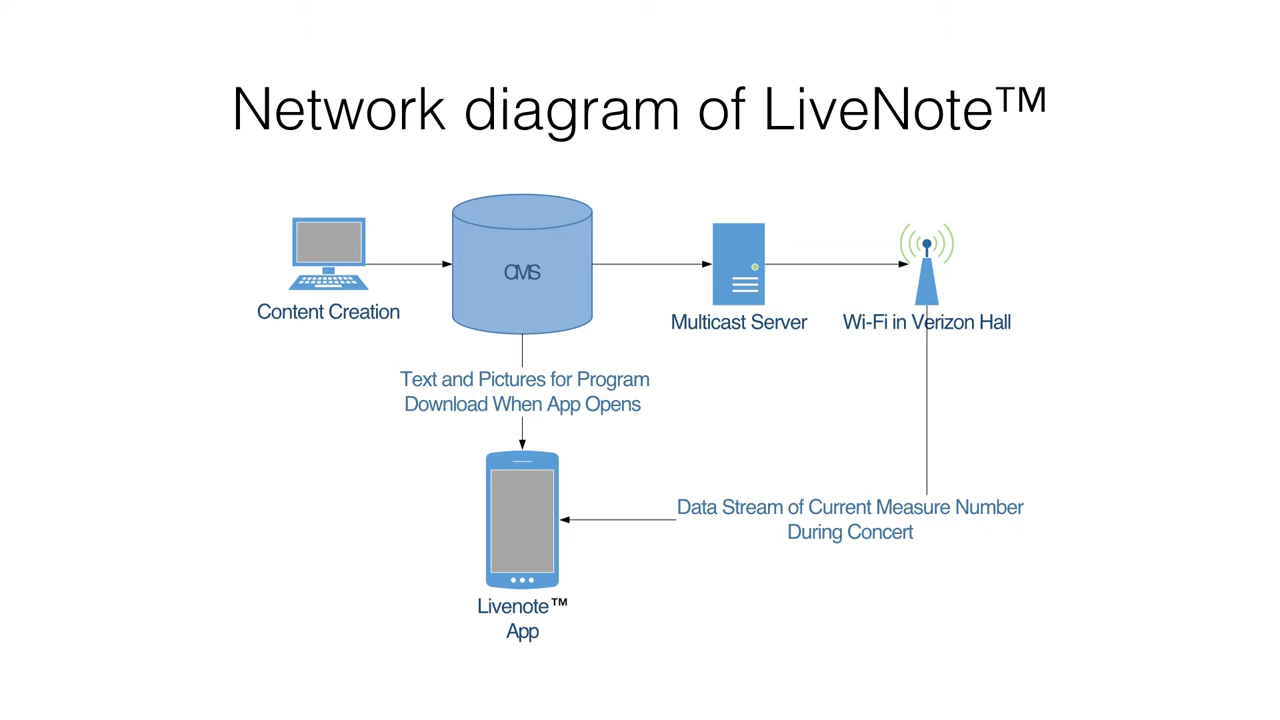 Network diagram of LiveNote™
CMS
Content Creation
Multicast Server
Wi-Fi in Verizon Hall
Text and Pictures for Program
Download When App Opens
Data Stream of Current Measure Number
During Concert
Livenote™
App